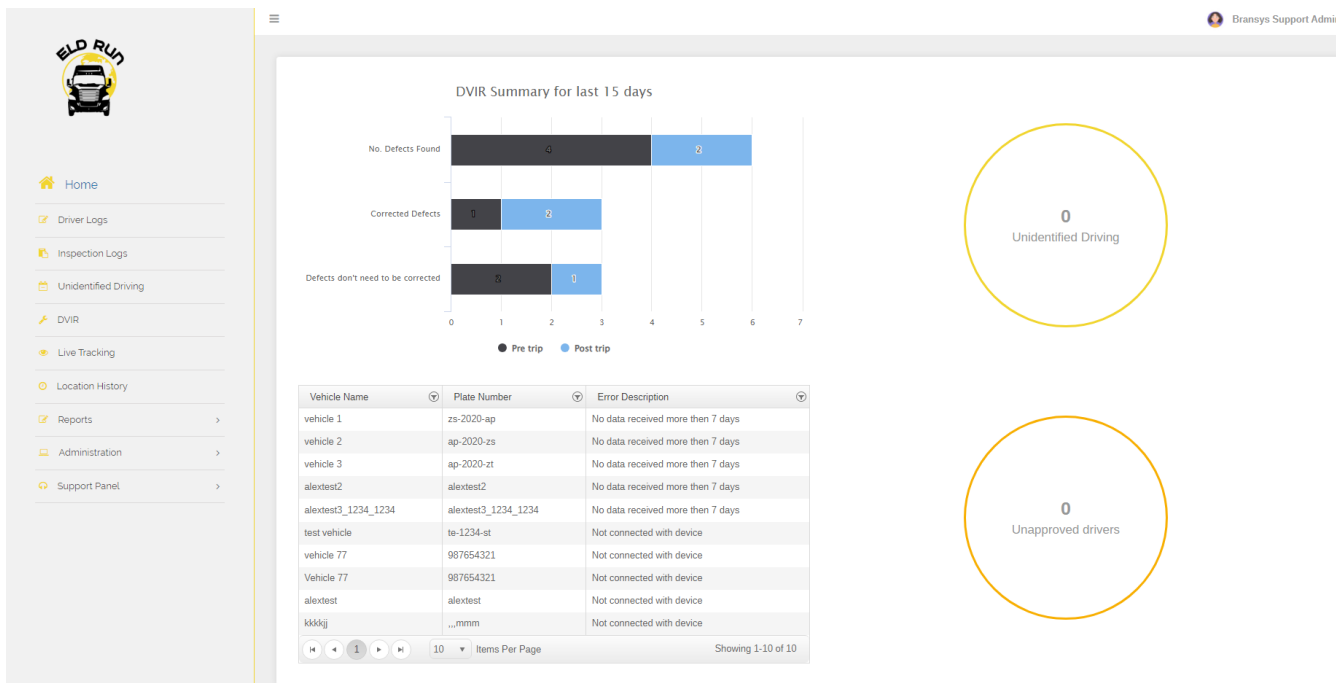 ELD RUN
Bransys Support Admi
Home
Driver Logs
Inspection Logs
Unidentified Driving
DVIR
Live Tracking
Location History
Reports
Administration
Support Panel
DVIR Summary for last 15 days
No. Defects Found
4
2
Corrected Defects
1
2
Defects don't need to be corrected
2
1
0 1 2 3 4 5 6 7
Pre trip Post trip
0
Unidentified Driving
0
Unapproved drivers
Vehicle Name Plate Number Error Description
vehicle 1 zs-2020-ap No data received more then 7 days
vehicle 2 ap-2020-zs No data received more then 7 days
vehicle 3 ap-2020-zt No data received more then 7 days
alextest2 alextest2 No data received more then 7 days
alextest3_1234_1234 alextest3_1234_1234 No data received more then 7 days
test vehicle te-1234-st Not connected with device
vehicle 77 987654321 Not connected with device
Vehicle 77 987654321 Not connected with device
alextest alextest Not connected with device
kkkkjj ,,,mmm Not connected with device
1 10 Items Per Page Showing 1-10 of 10